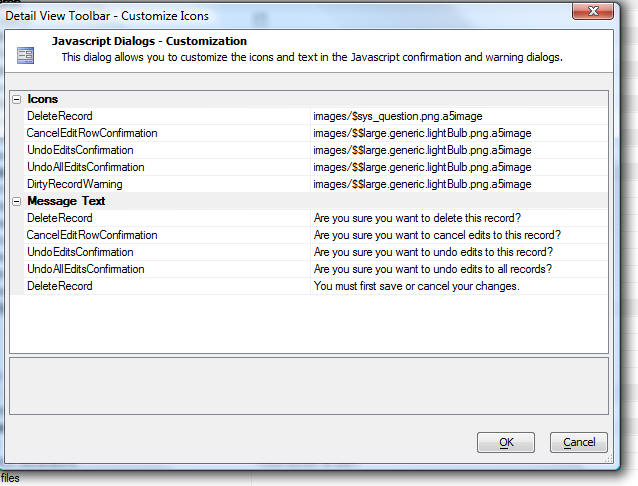 Detail View Toolbar - Customize Icons
Javascript Dialogs - Customization
This dialog allows you to customize the icons and text in the Javascript confirmation and warning dialogs.
Icons
DeleteRecord images/$sys_question.png.a5image
CancelEditRowConfirmation images/$$large.generic.lightBulb.png.a5image
UndoEditsConfirmation images/$$large.generic.lightBulb.png.a5image
UndoAllEditsConfirmation images/$$large.generic.lightBulb.png.a5image
DirtyRecordWarning images/$$large.generic.lightBulb.png.a5image
Message Text
DeleteRecord Are you sure you want to delete this record?
CancelEditRowConfirmation Are you sure you want to cancel edits to this record?
UndoEditsConfirmation Are you sure you want to undo edits to this record?
UndoAllEditsConfirmation Are you sure you want to undo edits to all records?
DeleteRecord You must first save or cancel your changes.
OK Cancel
files